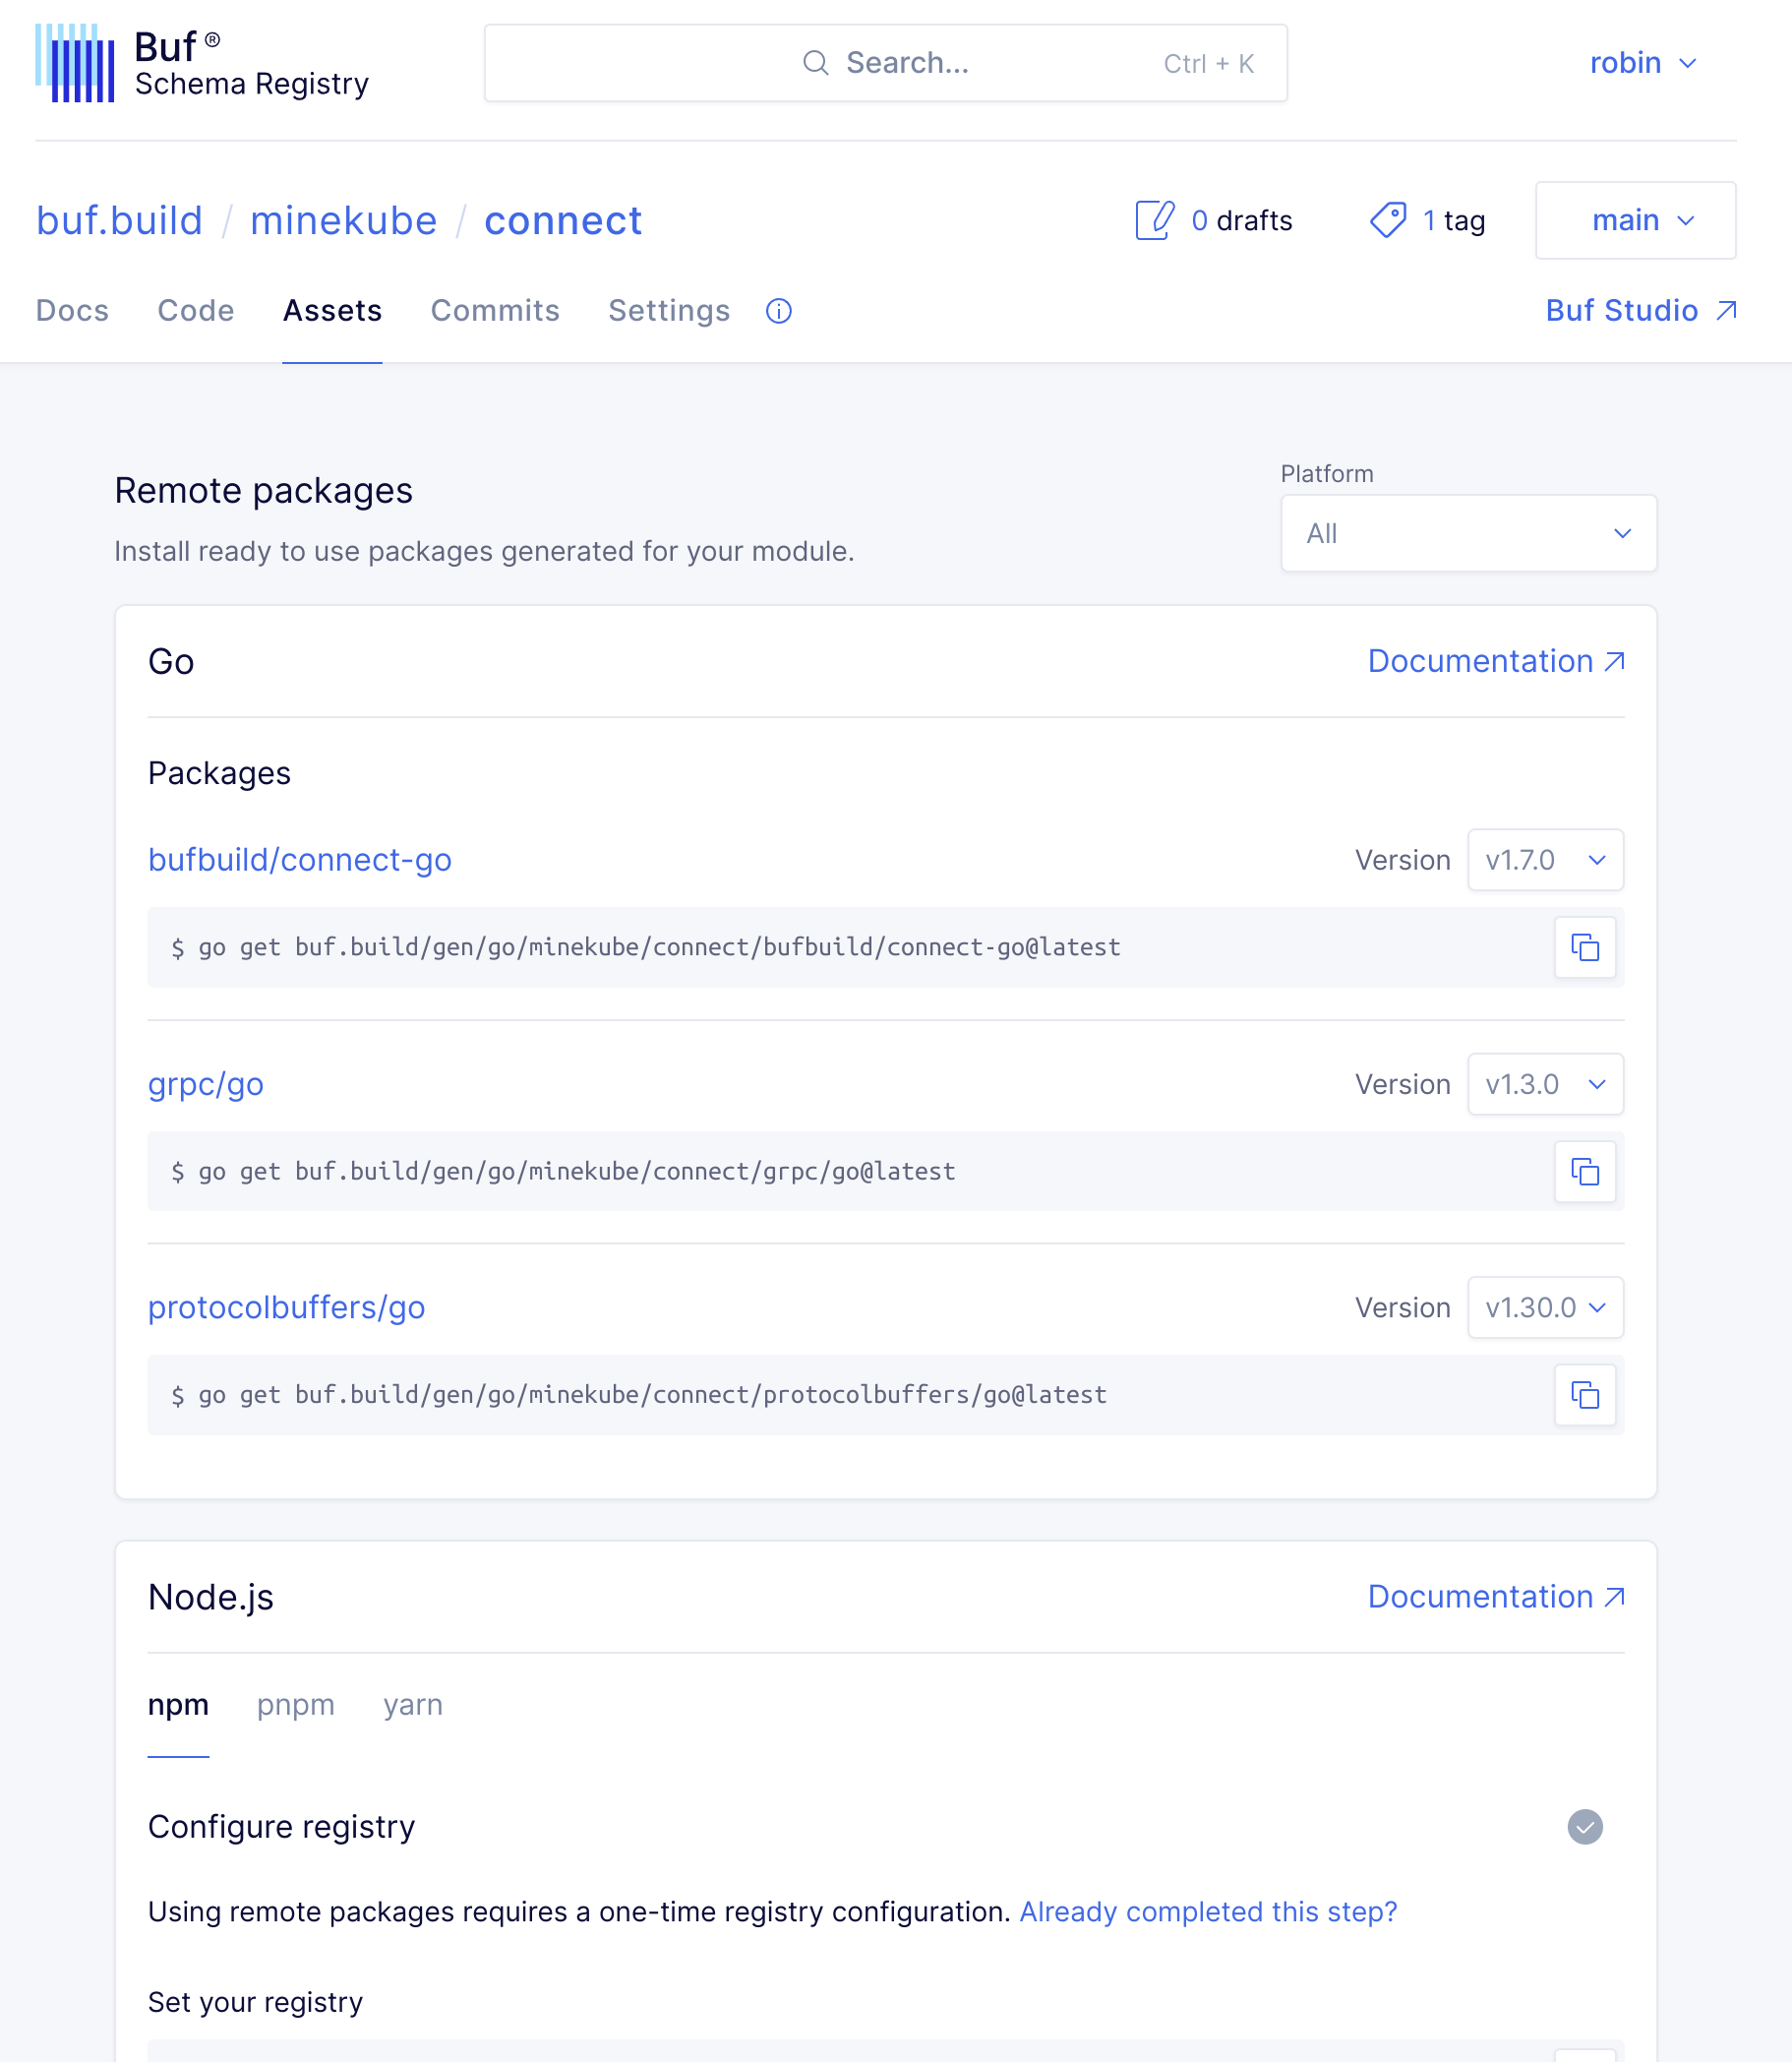 Buf ®
Schema Registry
Search...
Ctrl + K
robin
buf.build / minekube / connect
0 drafts
1 tag
main
Docs
Code
Assets
Commits
Settings
Buf Studio
Remote packages
Install ready to use packages generated for your module.
Platform
All
Go
Documentation
Packages
bufbuild/connect-go
Version
v1.7.0
$ go get buf.build/gen/go/minekube/connect/bufbuild/connect-go@latest
grpc/go
Version
v1.3.0
$ go get buf.build/gen/go/minekube/connect/grpc/go@latest
protocolbuffers/go
Version
v1.30.0
$ go get buf.build/gen/go/minekube/connect/protocolbuffers/go@latest
Node.js
Documentation
npm
pnpm
yarn
Configure registry
Using remote packages requires a one-time registry configuration. Already completed this step?
Set your registry